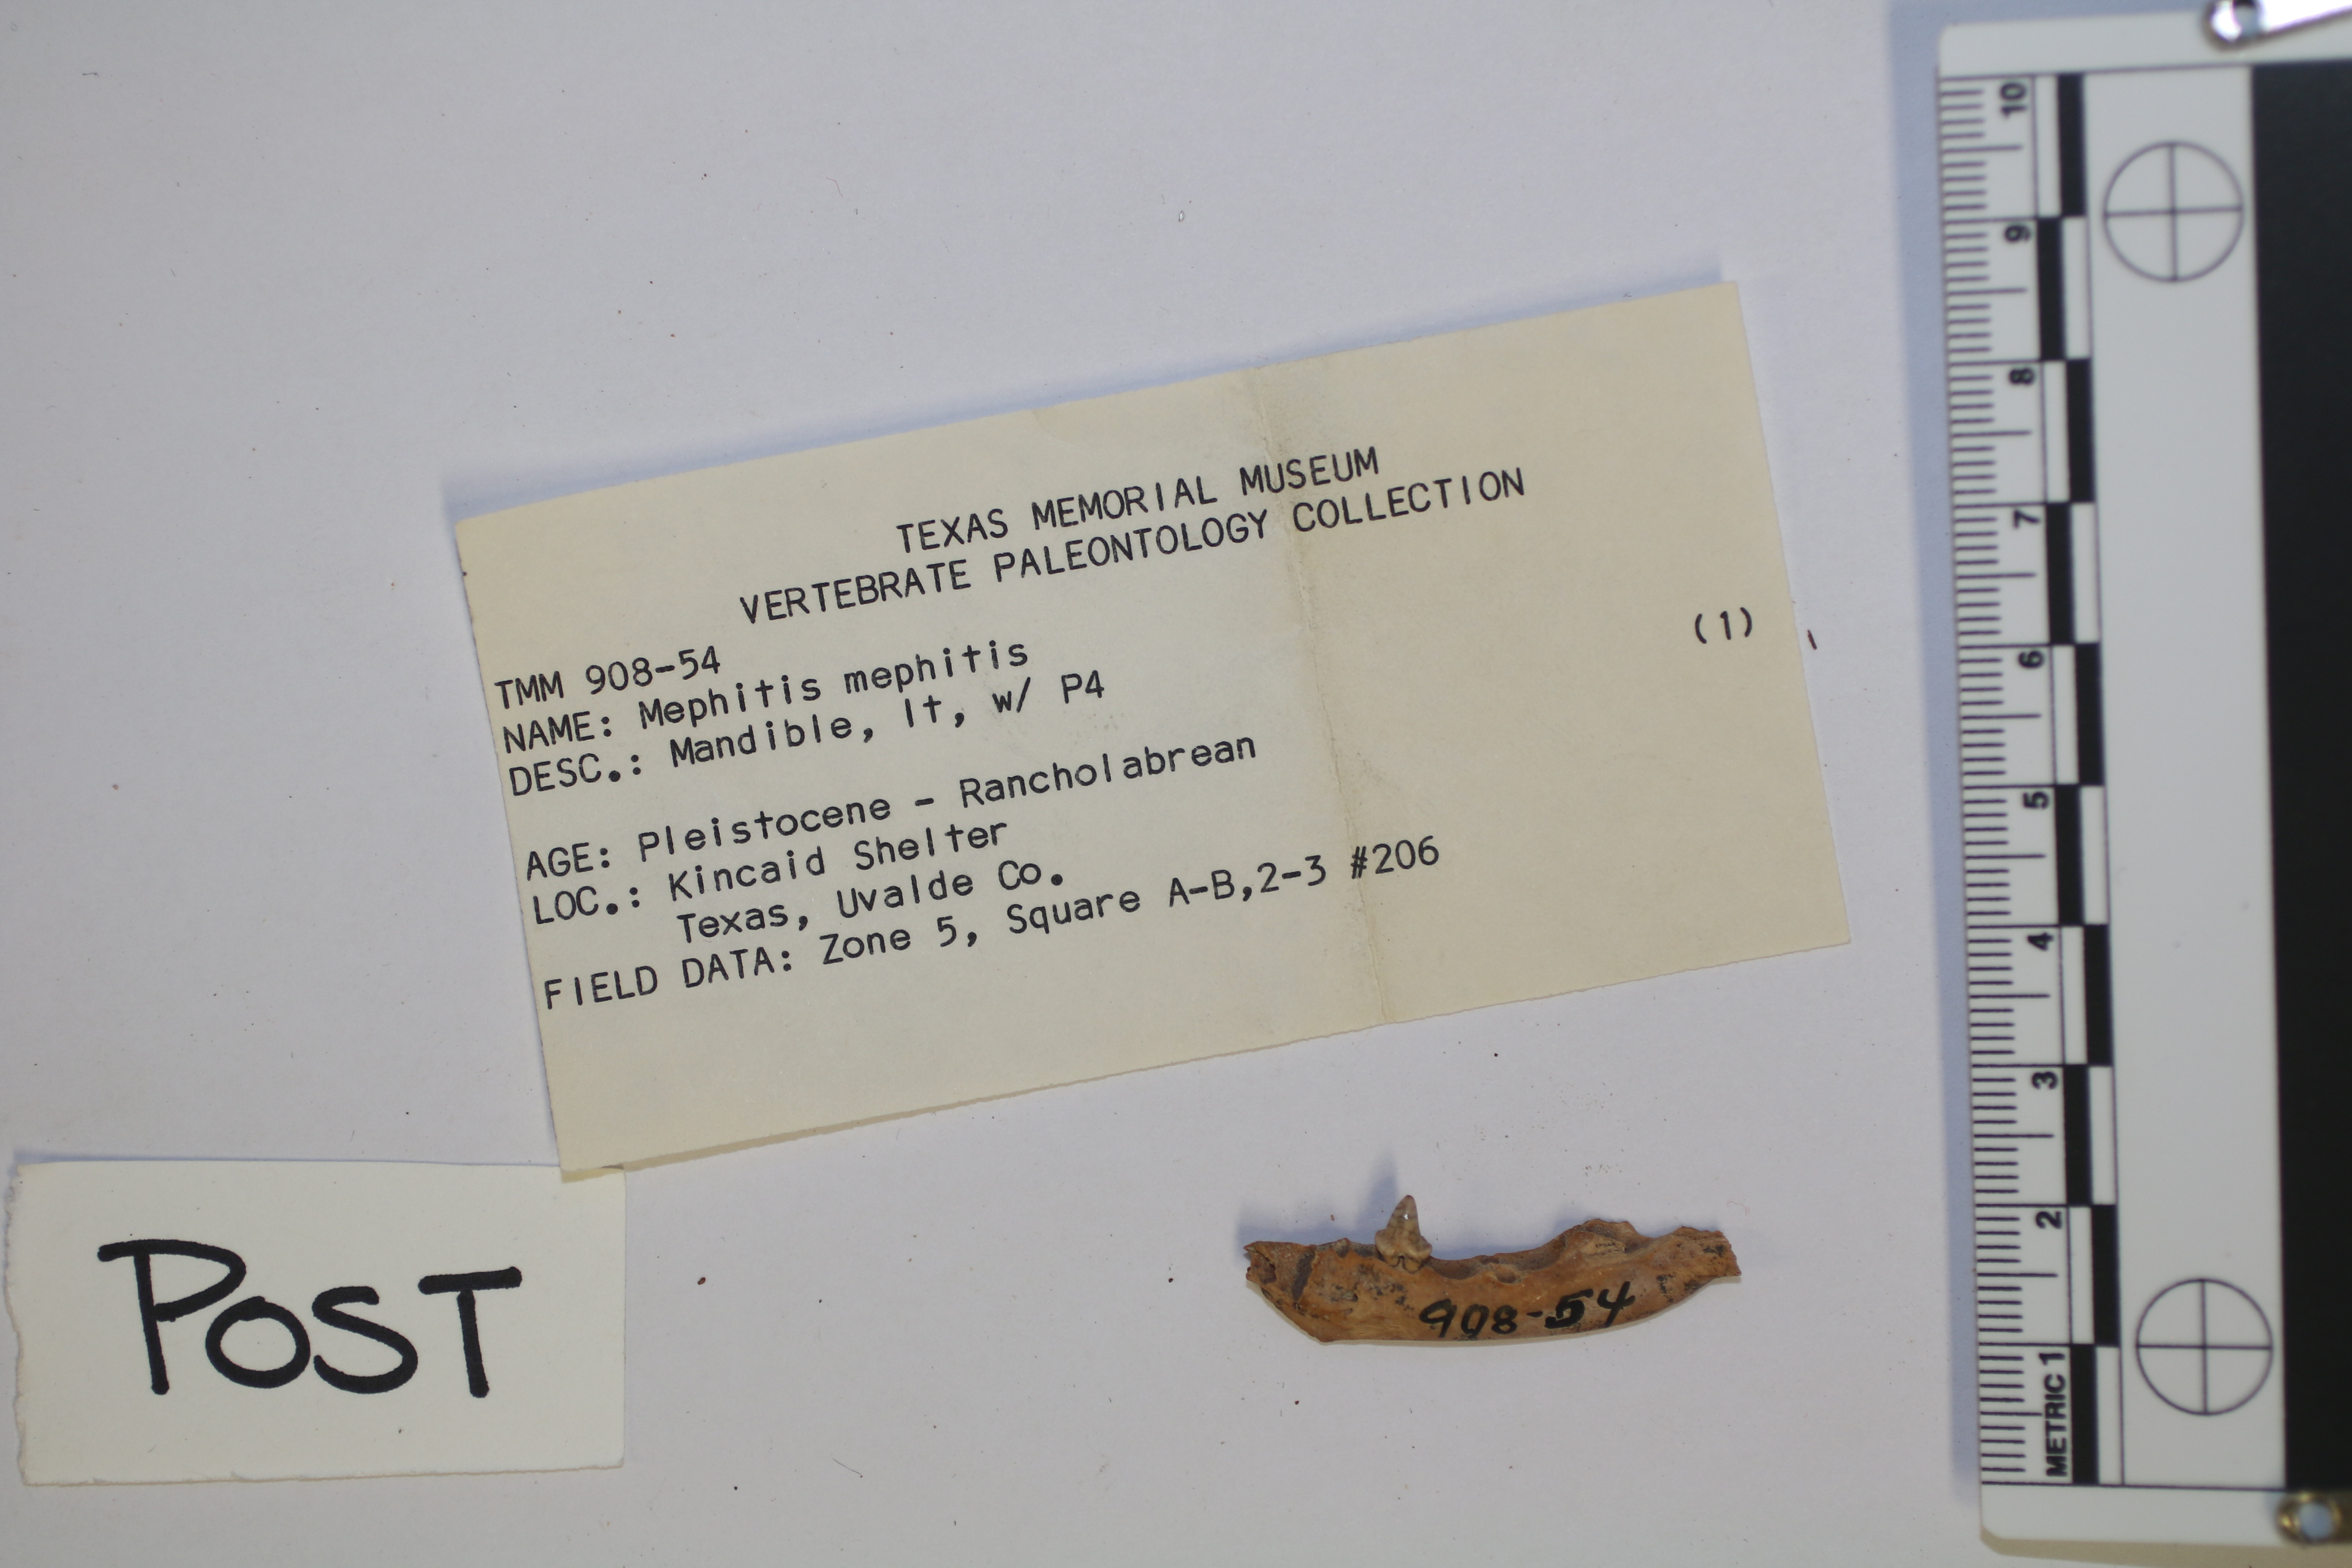 TEXAS MEMORIAL MUSEUM
VERTEBRATE PALEONTOLOGY COLLECTION
TMM 908-54 (1)
NAME: Mephitis mephitis
DESC.: Mandible, lt, w/ P4
AGE: Pleistocene - Rancholabrean
LOC.: Kincaid Shelter
Texas, Uvalde Co.
FIELD DATA: Zone 5, Square A-B,2-3 #206
POST
908-54
10
9
8
7
6
5
4
3
2
METRIC 1